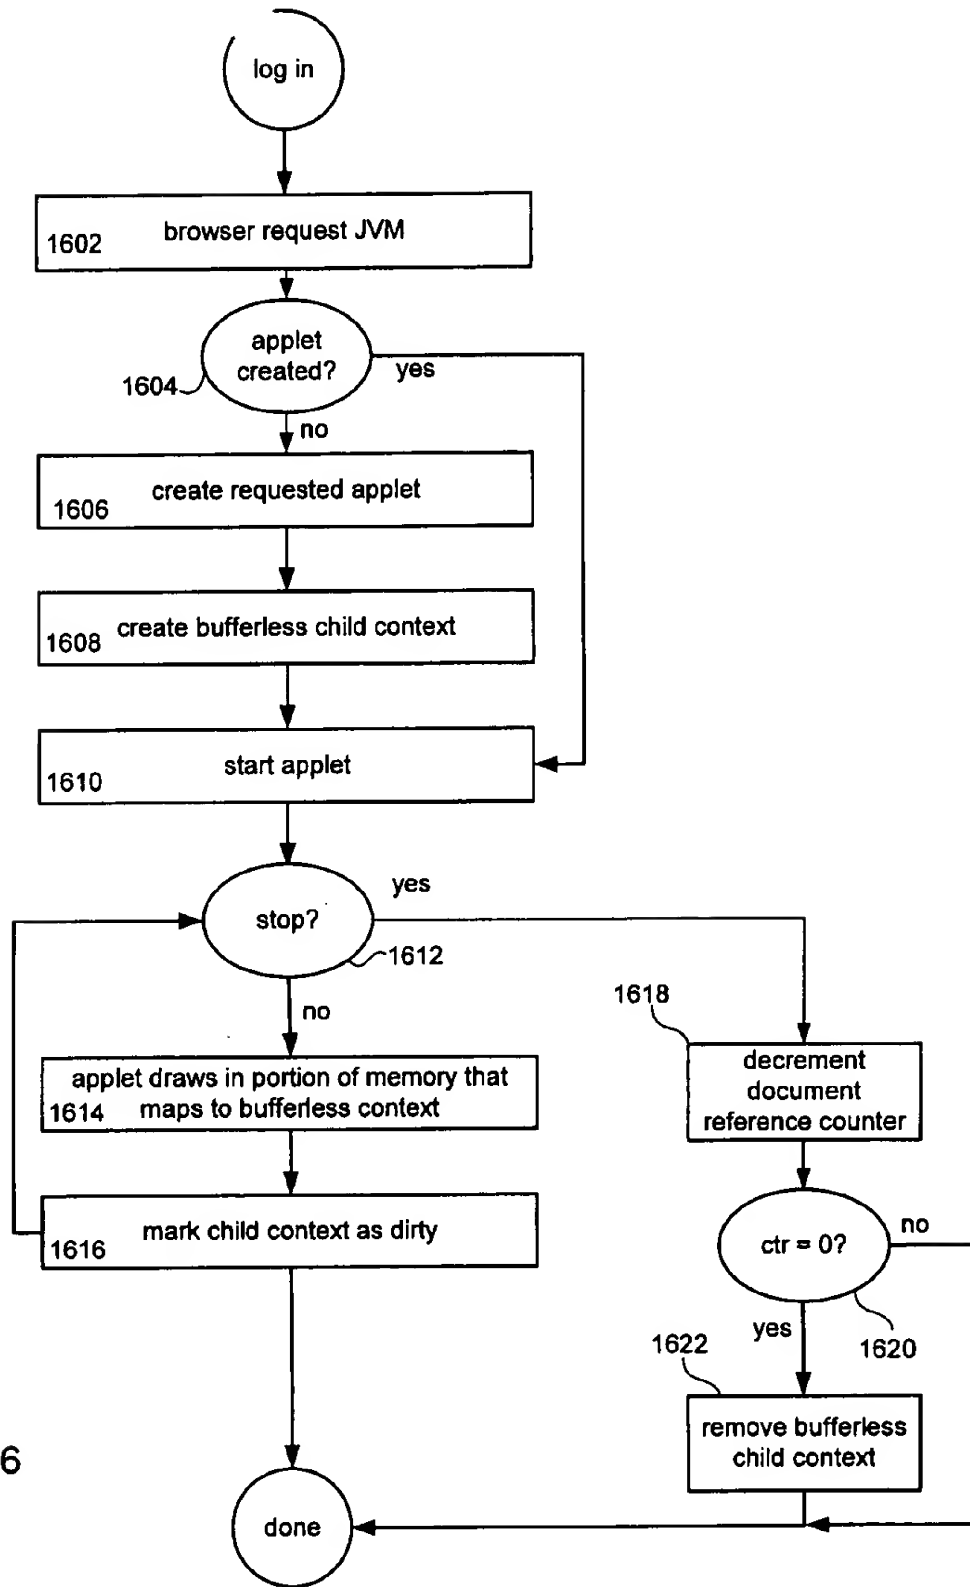 log in
browser request JVM
1602
applet
created?
yes
1604
no
create requested applet
1606
create bufferless child context
1608
start applet
1610
yes
stop?
1612
no
1618
applet draws in portion of memory that
maps to bufferless context
1614
decrement
document
reference counter
mark child context as dirty
1616
no
ctr = 0?
yes
1620
1622
remove bufferless
child context
6
done